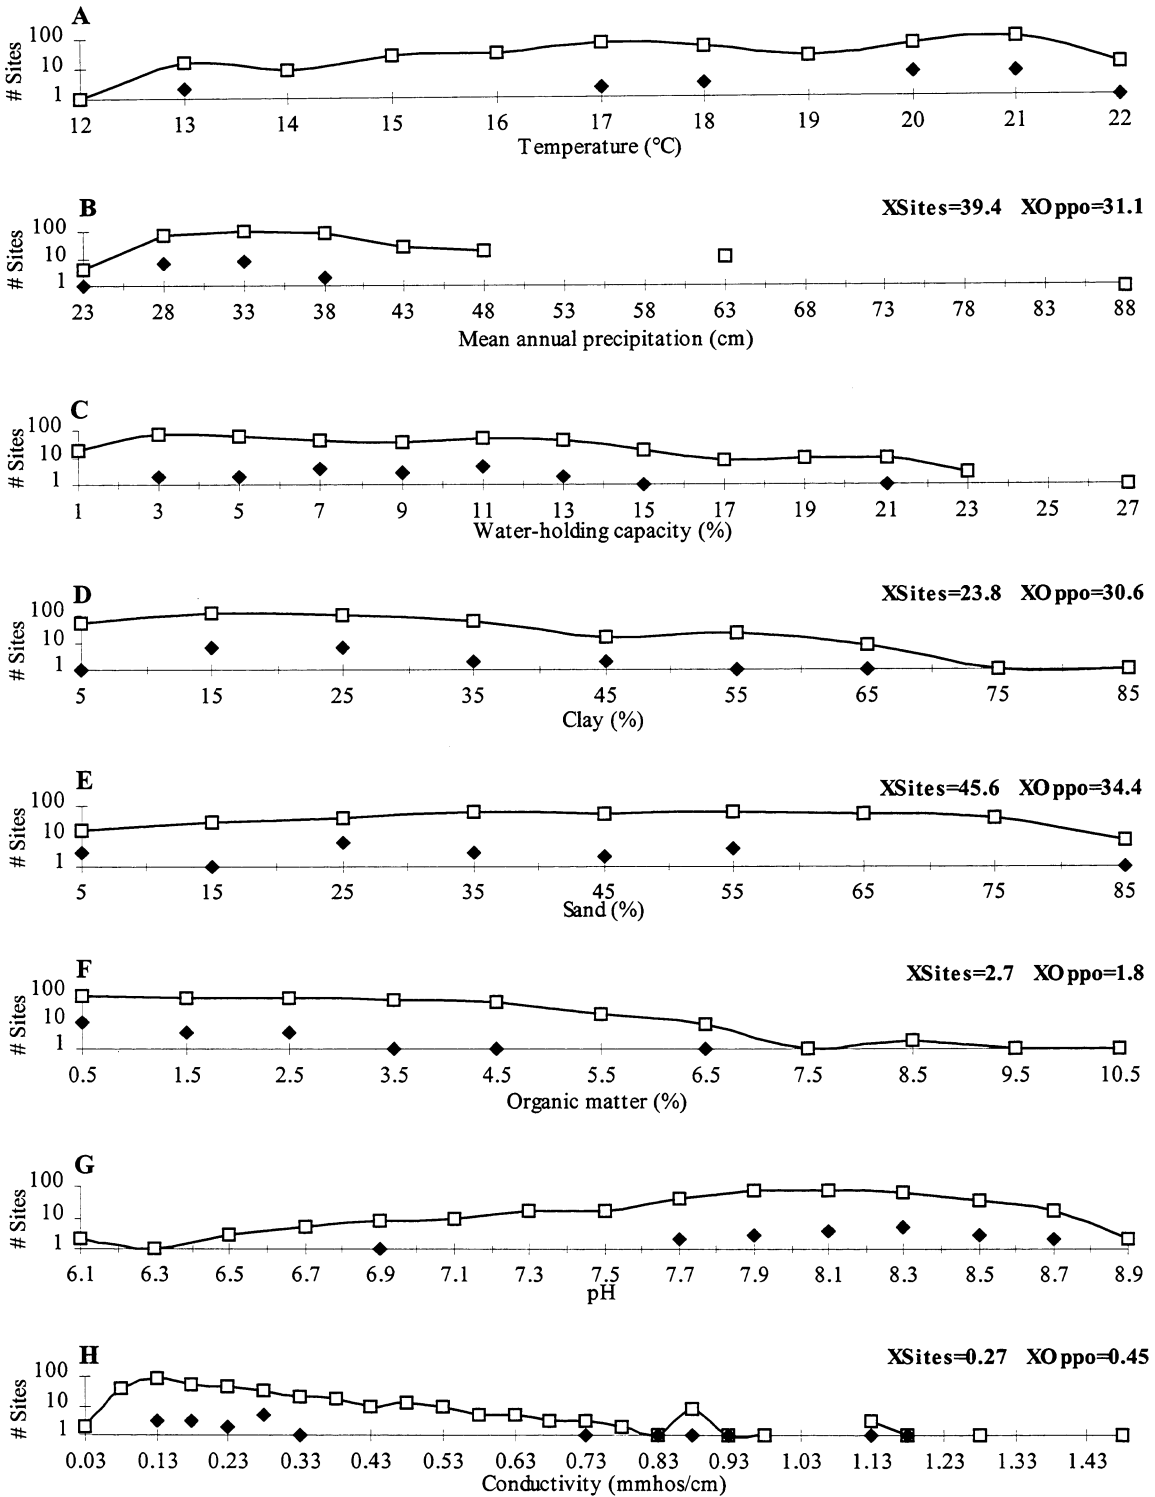 A
# Sites
100
10
1
12 13 14 15 16 17 18 19 20 21 22
Temperature (°C)
B
XSites=39.4 XOppo=31.1
# Sites
100
10
1
23 28 33 38 43 48 53 58 63 68 73 78 83 88
Mean annual precipitation (cm)
C
# Sites
100
10
1
1 3 5 7 9 11 13 15 17 19 21 23 25 27
Water-holding capacity (%)
D
XSites=23.8 XOppo=30.6
# Sites
100
10
1
5 15 25 35 45 55 65 75 85
Clay (%)
E
XSites=45.6 XOppo=34.4
# Sites
100
10
1
5 15 25 35 45 55 65 75 85
Sand (%)
F
XSites=2.7 XOppo=1.8
# Sites
100
10
1
0.5 1.5 2.5 3.5 4.5 5.5 6.5 7.5 8.5 9.5 10.5
Organic matter (%)
G
# Sites
100
10
1
6.1 6.3 6.5 6.7 6.9 7.1 7.3 7.5 7.7 7.9 8.1 8.3 8.5 8.7 8.9
pH
H
XSites=0.27 XOppo=0.45
# Sites
100
10
1
0.03 0.13 0.23 0.33 0.43 0.53 0.63 0.73 0.83 0.93 1.03 1.13 1.23 1.33 1.43
Conductivity (mmhos/cm)